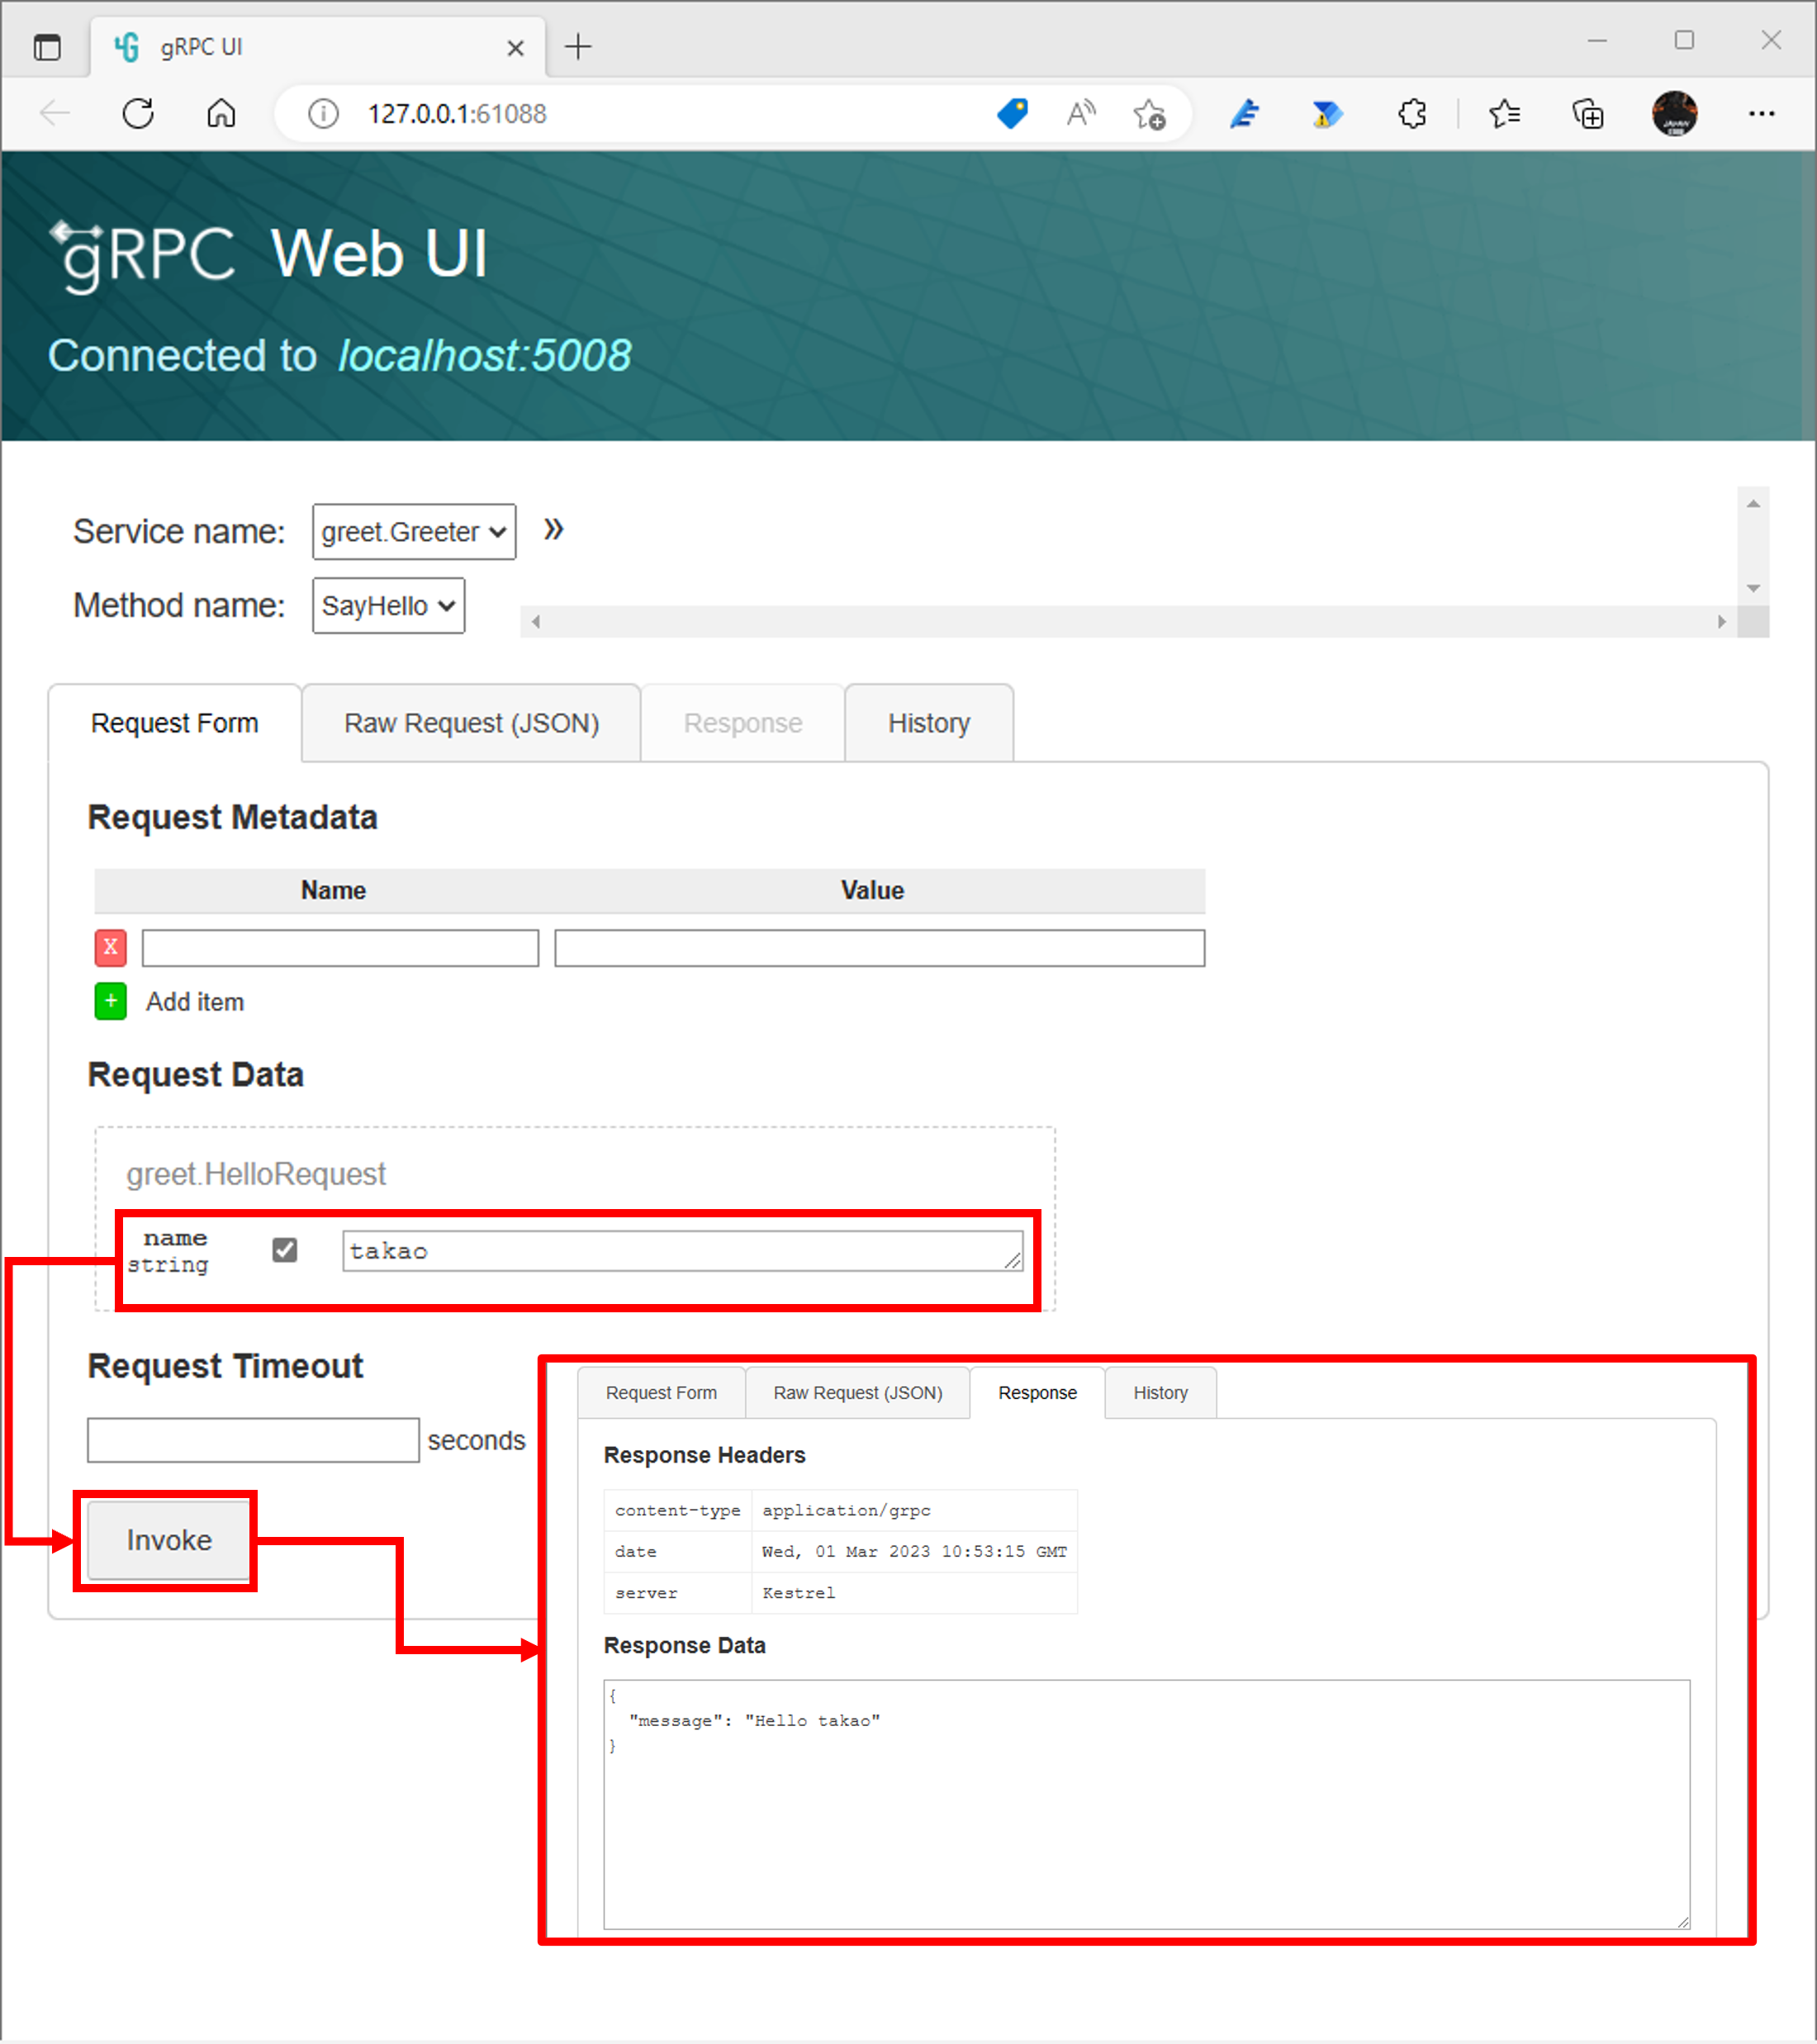 gRPC UI
127.0.0.1:61088
gRPC Web UI
Connected to localhost:5008
Service name: greet.Greeter »
Method name: SayHello
Request Form Raw Request (JSON) Response History
Request Metadata
Name Value
X
+ Add item
Request Data
greet.HelloRequest
name
string
takao
Request Timeout
seconds
Invoke
Request Form Raw Request (JSON) Response History
Response Headers
content-type application/grpc
date Wed, 01 Mar 2023 10:53:15 GMT
server Kestrel
Response Data
{
"message": "Hello takao"
}